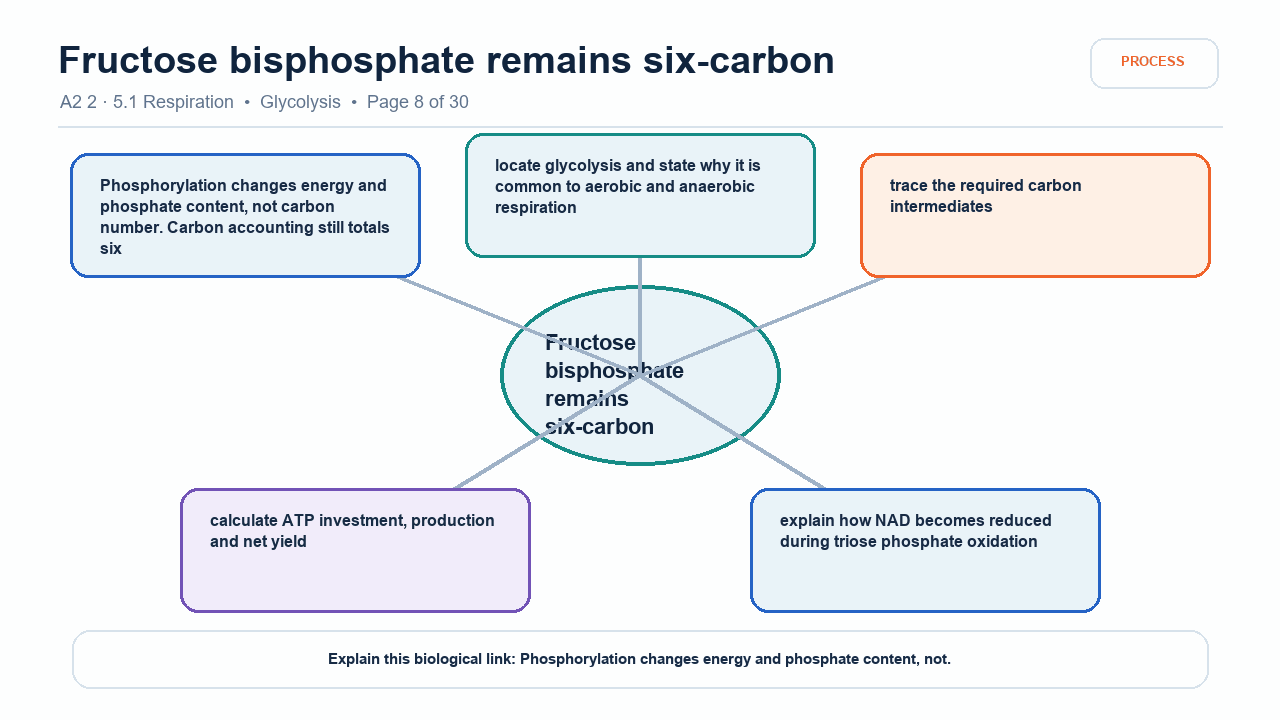 Fructose bisphosphate remains six-carbon
PROCESS
A2 2 · 5.1 Respiration • Glycolysis • Page 8 of 30
Phosphorylation changes energy and
phosphate content, not carbon
number. Carbon accounting still totals
six
locate glycolysis and state why it is
common to aerobic and anaerobic
respiration
trace the required carbon
intermediates
Fructose
bisphosphate
remains
six-carbon
calculate ATP investment, production
and net yield
explain how NAD becomes reduced
during triose phosphate oxidation
Explain this biological link: Phosphorylation changes energy and phosphate content, not.